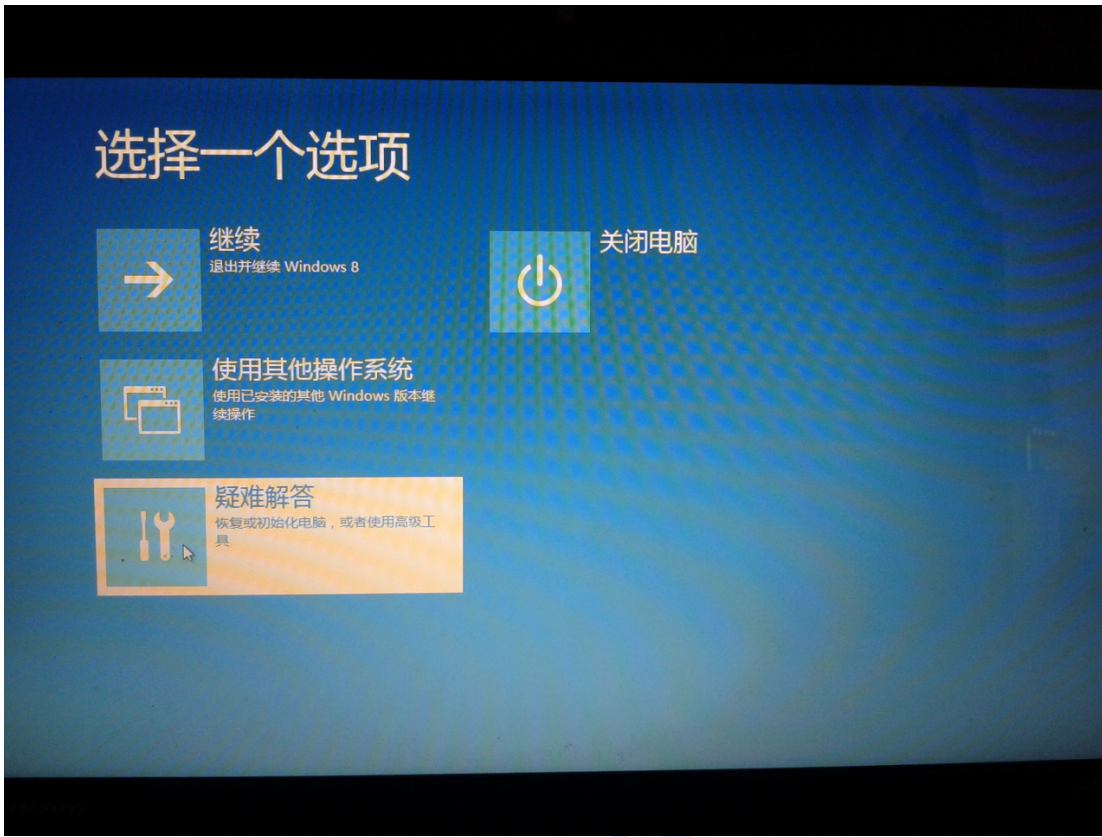 选择一个选项
继续
退出并继续 Windows 8
关闭电脑
使用其他操作系统
使用已安装的其他 Windows 版本继
续操作
疑难解答
恢复或初始化电脑，或者使用高级工
具